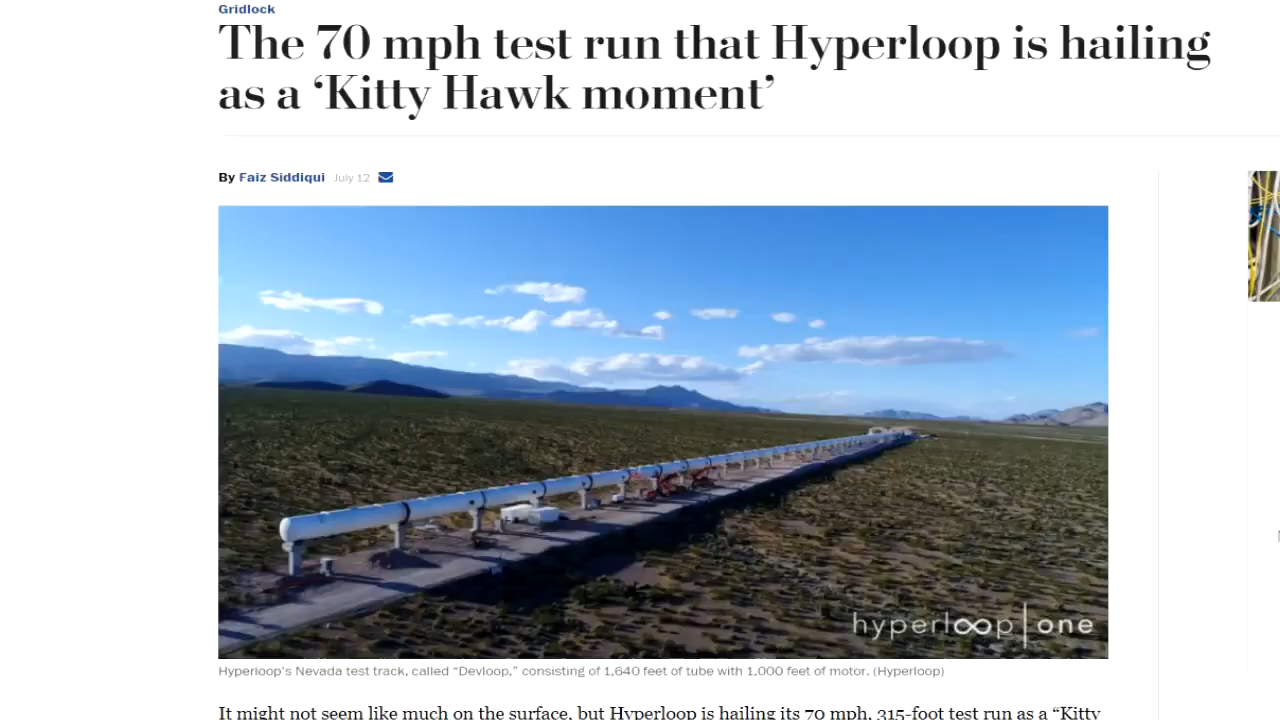 Gridlock
The 70 mph test run that Hyperloop is hailing
as a ‘Kitty Hawk moment’
By Faiz Siddiqui July 12
hyperloop|one
Hyperloop's Nevada test track, called “Devloop,” consisting of 1,640 feet of tube with 1,000 feet of motor. (Hyperloop)
It might not seem like much on the surface, but Hyperloop is hailing its 70 mph, 315-foot test run as a “Kitty